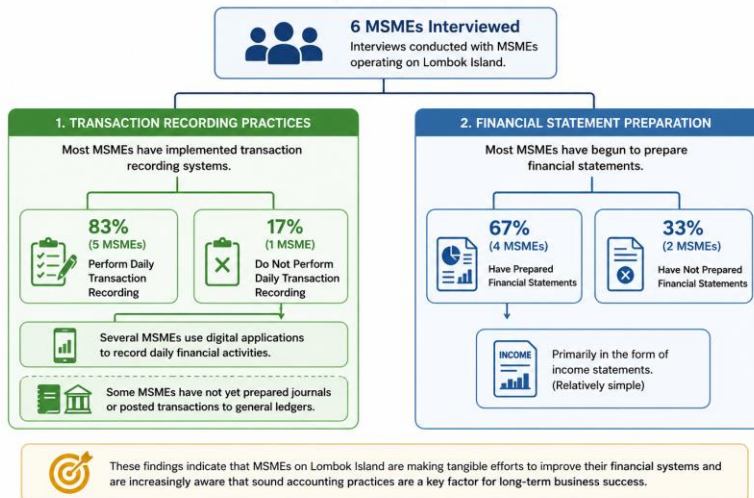 6 MSMEs Interviewed
Interviews conducted with MSMEs
operating on Lombok Island.
1. TRANSACTION RECORDING PRACTICES
Most MSMEs have implemented transaction
recording systems.
83%
(5 MSMEs)
Perform Daily
Transaction
Recording
17%
(1 MSME)
Do Not Perform
Daily Transaction
Recording
Several MSMEs use digital applications
to record daily financial activities.
Some MSMEs have not yet prepared journals
or posted transactions to general ledgers.
2. FINANCIAL STATEMENT PREPARATION
Most MSMEs have begun to prepare
financial statements.
67%
(4 MSMEs)
Have Prepared
Financial Statements
33%
(2 MSMEs)
Have Not Prepared
Financial Statements
INCOME
Primarily in the form of
income statements.
(Relatively simple)
These findings indicate that MSMEs on Lombok Island are making tangible efforts to improve their financial systems and
are increasingly aware that sound accounting practices are a key factor for long-term business success.